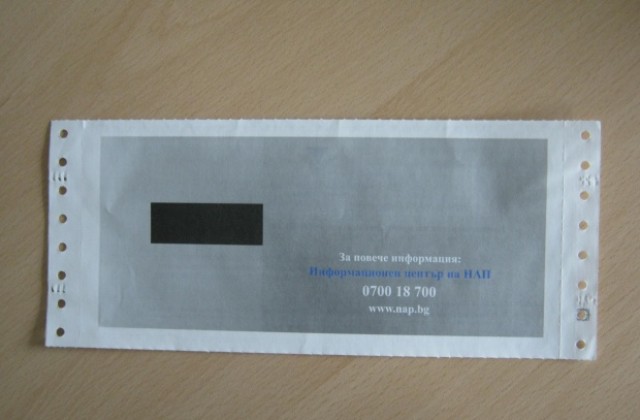 За повече информация:
Информационен център на НАП
0700 18 700
www.nap.bg